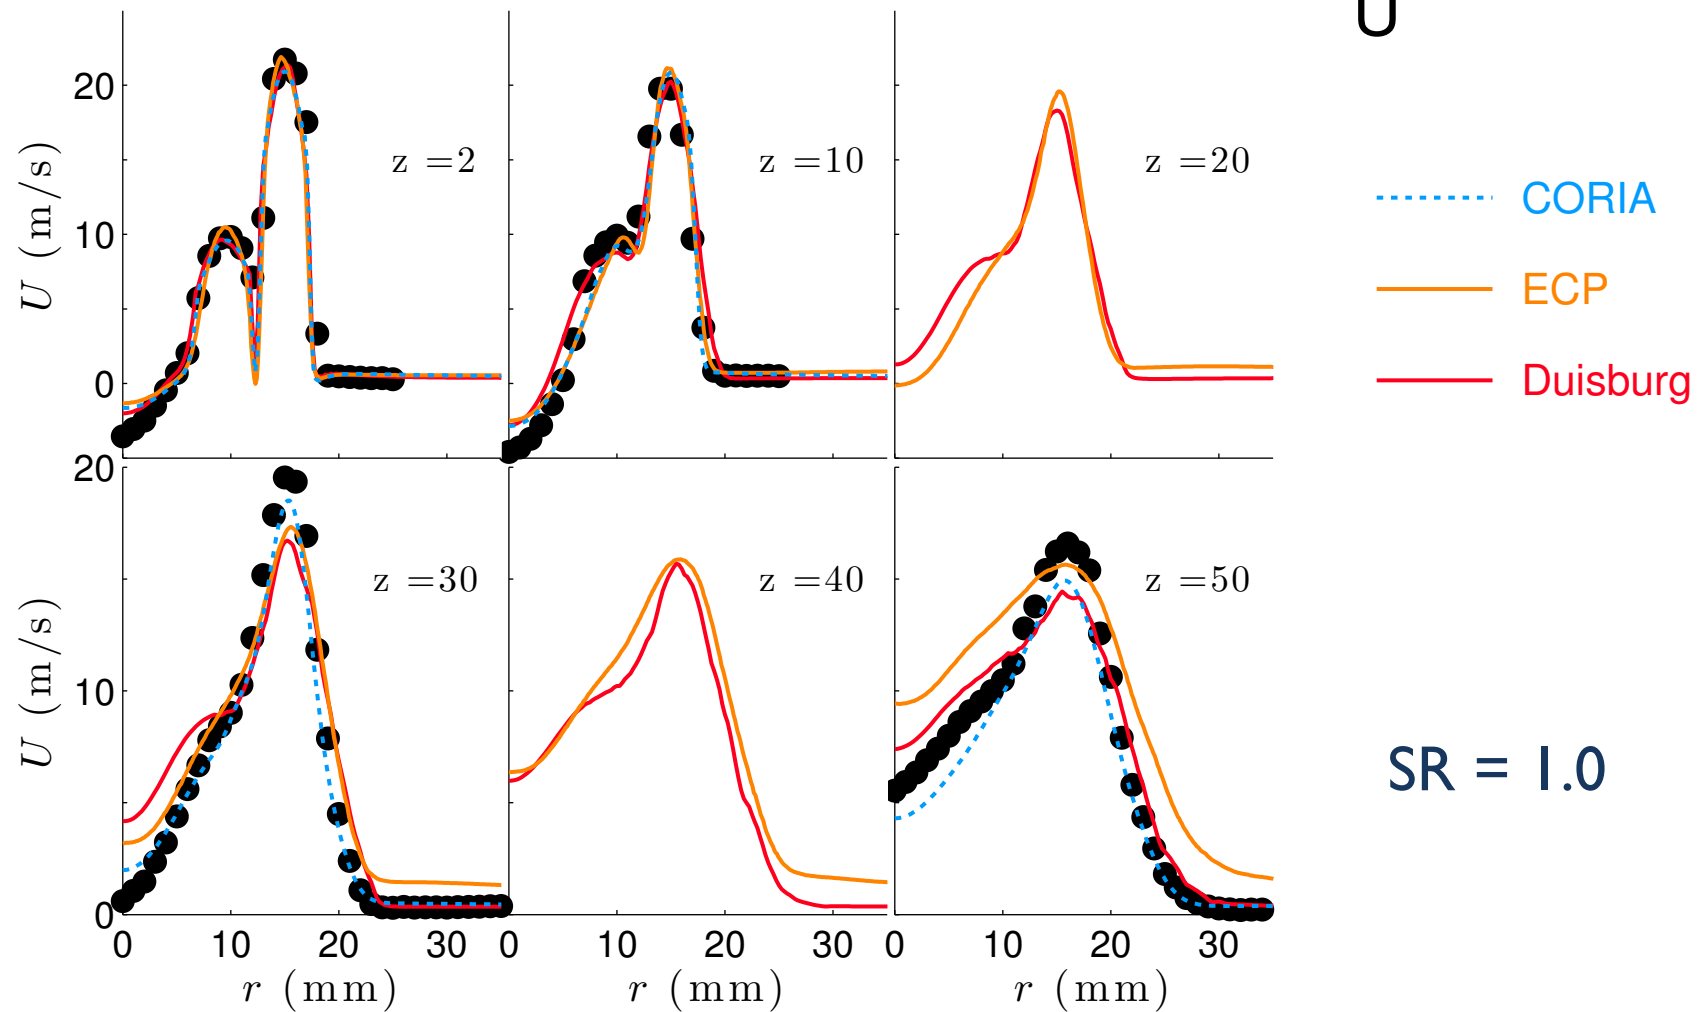 U
20
10
0
U (m/s)
z =2
z =10
z =20
CORIA
ECP
Duisburg
20
10
0
U (m/s)
z =30
z =40
z =50
SR = 1.0
0 10 20 30
0 10 20 30
0 10 20 30
r (mm)
r (mm)
r (mm)